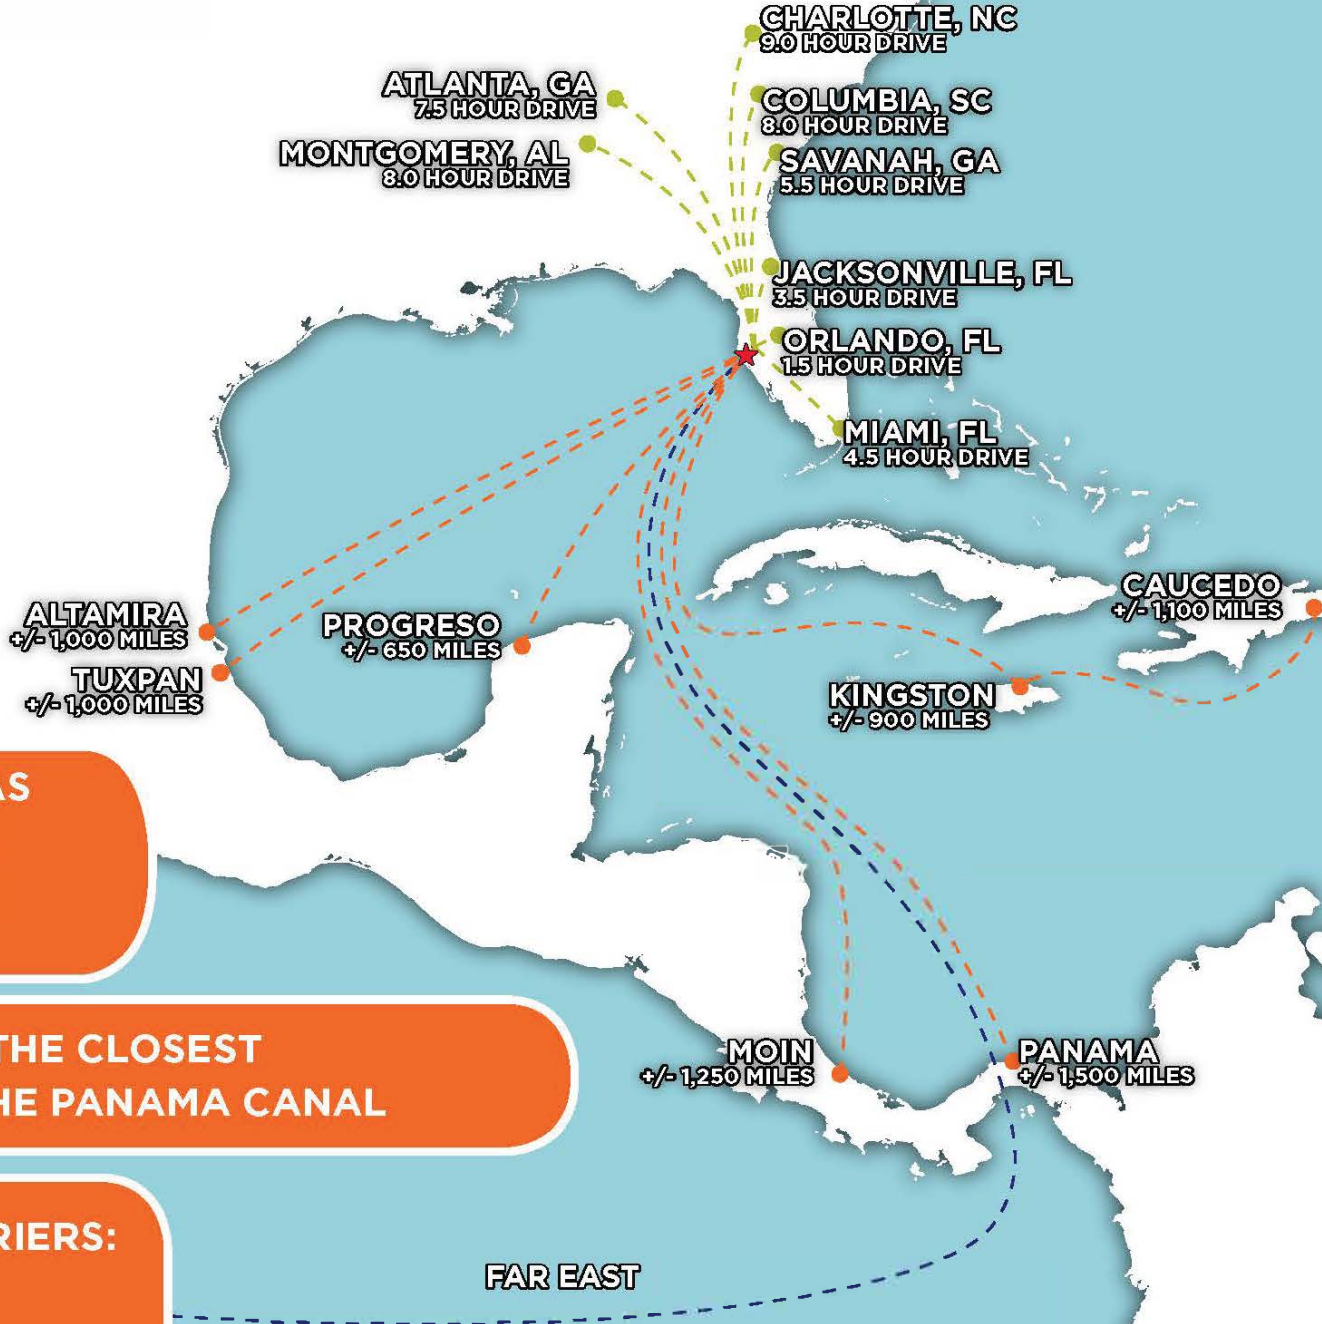 CHARLOTTE, NC
9.0 HOUR DRIVE
ATLANTA, GA
7.5 HOUR DRIVE
COLUMBIA, SC
8.0 HOUR DRIVE
MONTGOMERY, AL
8.0 HOUR DRIVE
SAVANAH, GA
5.5 HOUR DRIVE
JACKSONVILLE, FL
3.5 HOUR DRIVE
ORLANDO, FL
1.5 HOUR DRIVE
MIAMI, FL
4.5 HOUR DRIVE
CAUCEDO
+/- 1,100 MILES
ALTAMIRA
+/- 1,000 MILES
PROGRESO
+/- 650 MILES
TUXPAN
+/- 1,000 MILES
KINGSTON
+/- 900 MILES
AS
THE CLOSEST
HE PANAMA CANAL
MOIN
+/- 1,250 MILES
PANAMA
+/- 1,500 MILES
RIERS:
FAR EAST